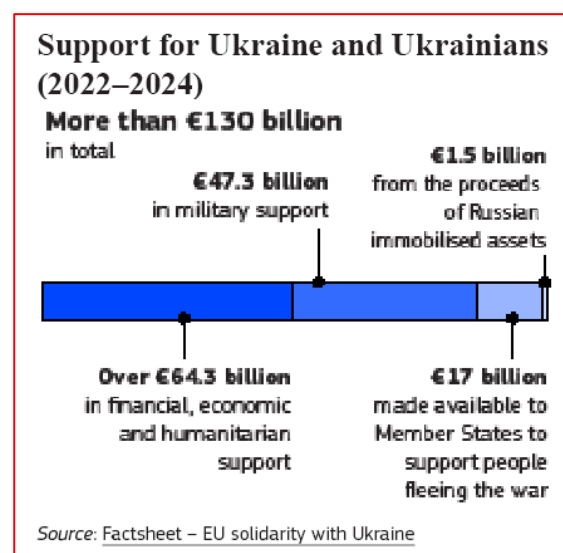 Support for Ukraine and Ukrainians
(2022–2024)
More than €130 billion
in total
€47.3 billion
in military support
€1.5 billion
from the proceeds
of Russian
immobilised assets
Over €64.3 billion
in financial, economic
and humanitarian
support
€17 billion
made available to
Member States to
support people
fleeing the war
Source: Factsheet – EU solidarity with Ukraine